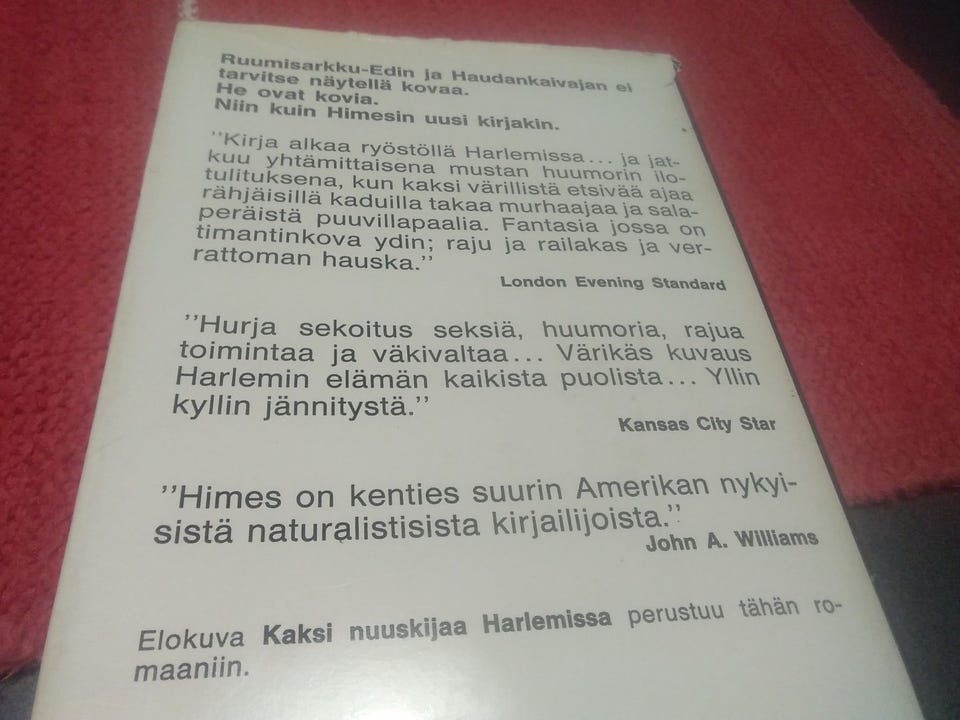 Ruumisarkku-Edin ja Haudankaivajan ei
tarvitse näytellä kovaa.
He ovat kovia.
Niin kuin Himesin uusi kirjakin.
"Kirja alkaa ryöstöllä Harlemissa... ja jat-
kuu yhtämittaisena mustan huumorin ilo-
tulituksena, kun kaksi värillistä etsivää ajaa
rähjäisillä kaduilla takaa murhaajaa ja sala-
peräistä puuvillapaalia. Fantasia jossa on
timantinkova ydin; raju ja railakas ja ver-
rattoman hauska."
London Evening Standard
"Hurja sekoitus seksiä, huumoria, rajua
toimintaa ja väkivaltaa... Värikäs kuvaus
Harlemin elämän kaikista puolista... Yllin
kyllin jännitystä."
Kansas City Star
"Himes on kenties suurin Amerikan nykyi-
sistä naturalistisista kirjailijoista."
John A. Williams
Elokuva Kaksi nuuskijaa Harlemissa perustuu tähän ro-
maaniin.